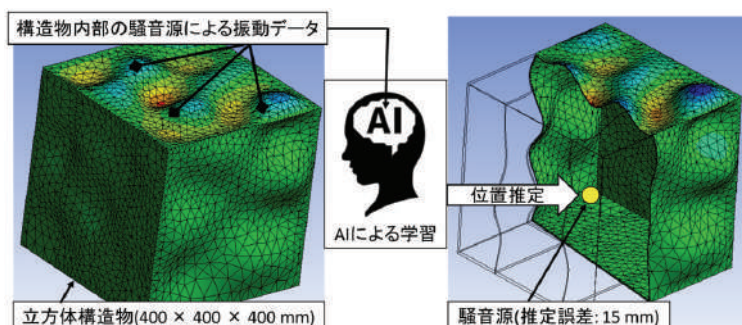 構造物内部の騒音源による振動データ
AI
AIによる学習
位置推定
立方体構造物(400 × 400 × 400 mm)
騒音源(推定誤差: 15 mm)